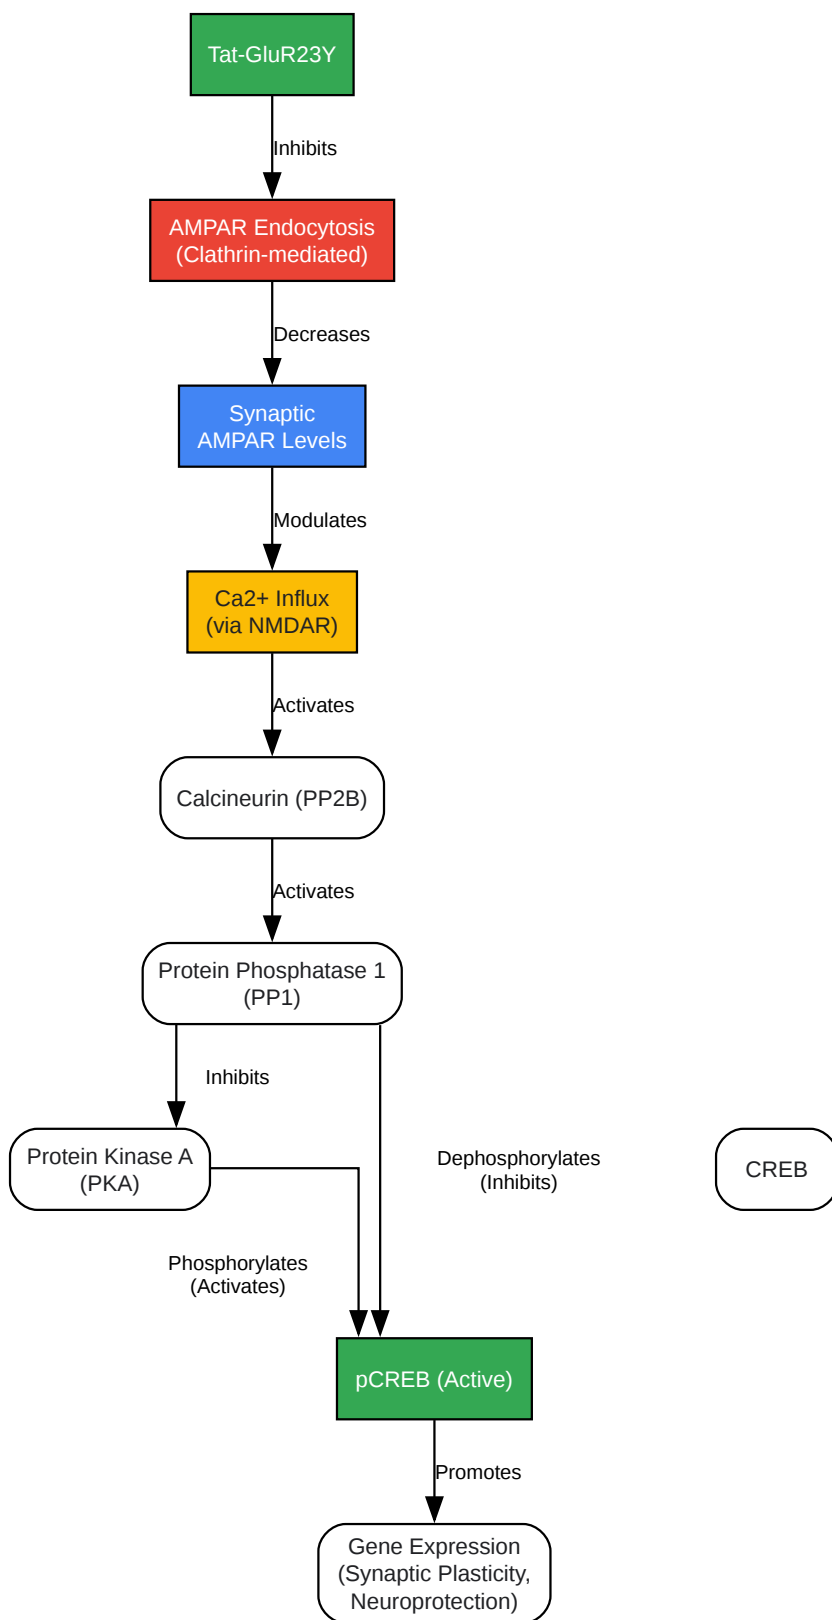 Tat-GluR23Y
Inhibits
AMPAR Endocytosis
(Clathrin-mediated)
Decreases
Synaptic
AMPAR Levels
Modulates
Ca2+ Influx
(via NMDAR)
Activates
Calcineurin (PP2B)
Activates
Protein Phosphatase 1
(PP1)
Inhibits
Protein Kinase A
(PKA)
Dephosphorylates
(Inhibits)
CREB
Phosphorylates
(Activates)
pCREB (Active)
Promotes
Gene Expression
(Synaptic Plasticity,
Neuroprotection)